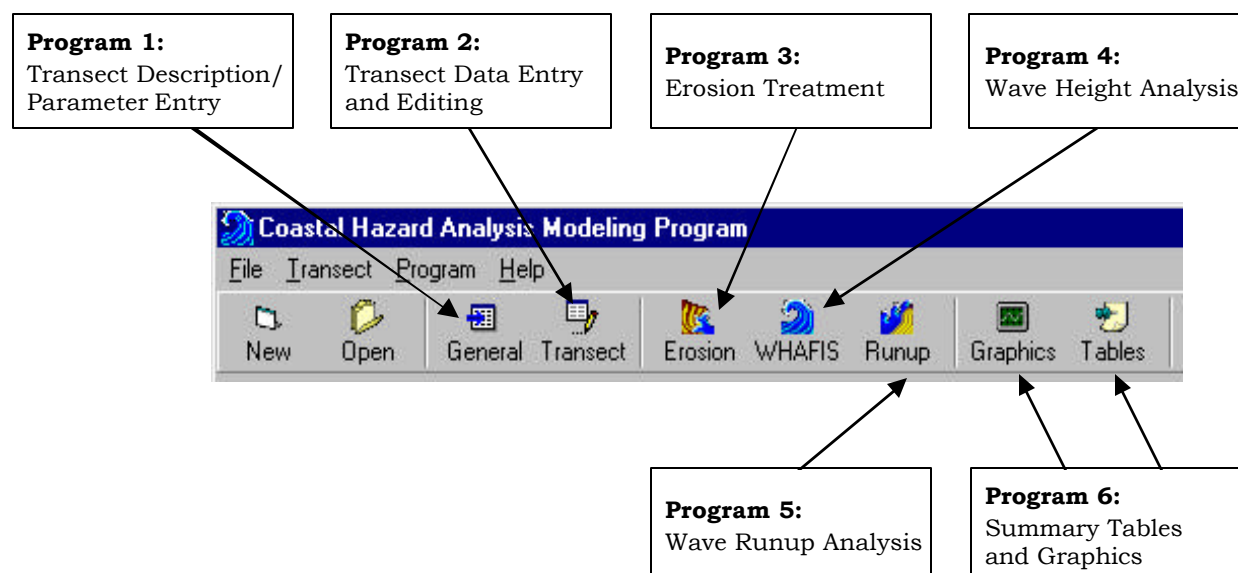 Program 1:
Transect Description/
Parameter Entry
Program 2:
Transect Data Entry
and Editing
Program 3:
Erosion Treatment
Program 4:
Wave Height Analysis
Coastal Hazard Analysis Modeling Program
File Transect Program Help
New Open General Transect Erosion WHAFIS Runup Graphics Tables
Program 5:
Wave Runup Analysis
Program 6:
Summary Tables
and Graphics